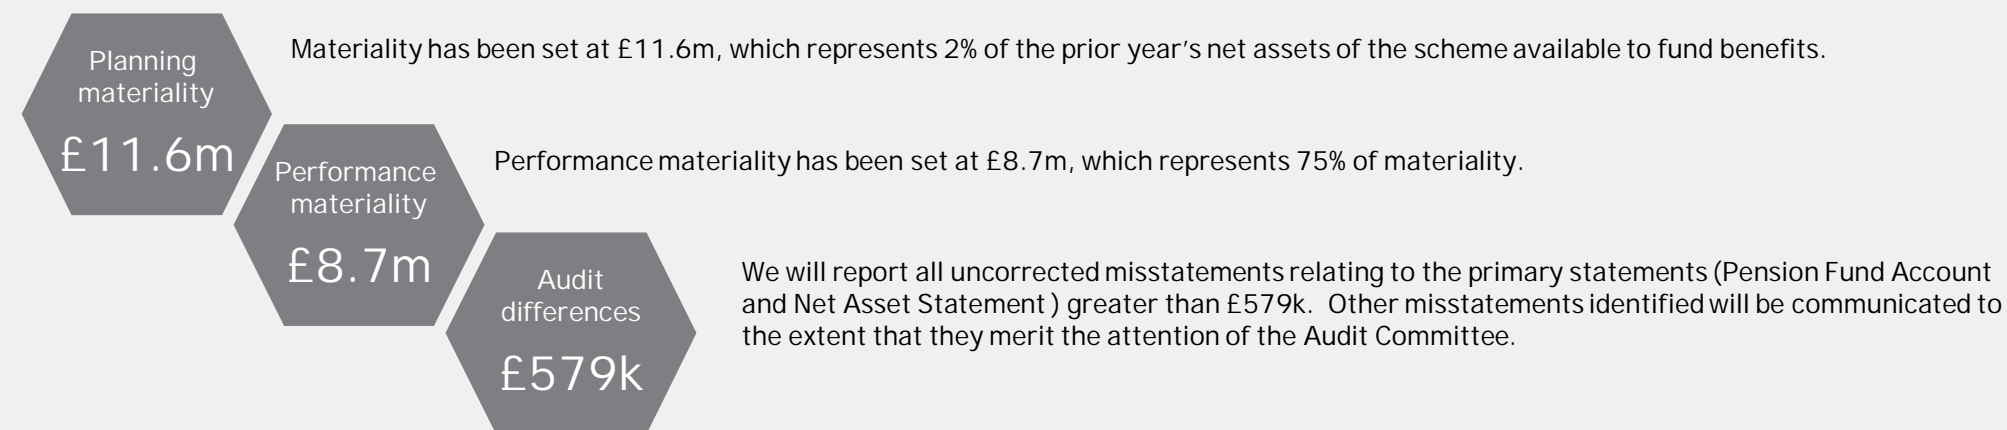 Planning
materiality
£11.6m
Materiality has been set at £11.6m, which represents 2% of the prior year's net assets of the scheme available to fund benefits.
Performance
materiality
£8.7m
Performance materiality has been set at £8.7m, which represents 75% of materiality.
Audit
differences
£579k
We will report all uncorrected misstatements relating to the primary statements (Pension Fund Account
and Net Asset Statement ) greater than £579k.  Other misstatements identified will be communicated to
the extent that they merit the attention of the Audit Committee.